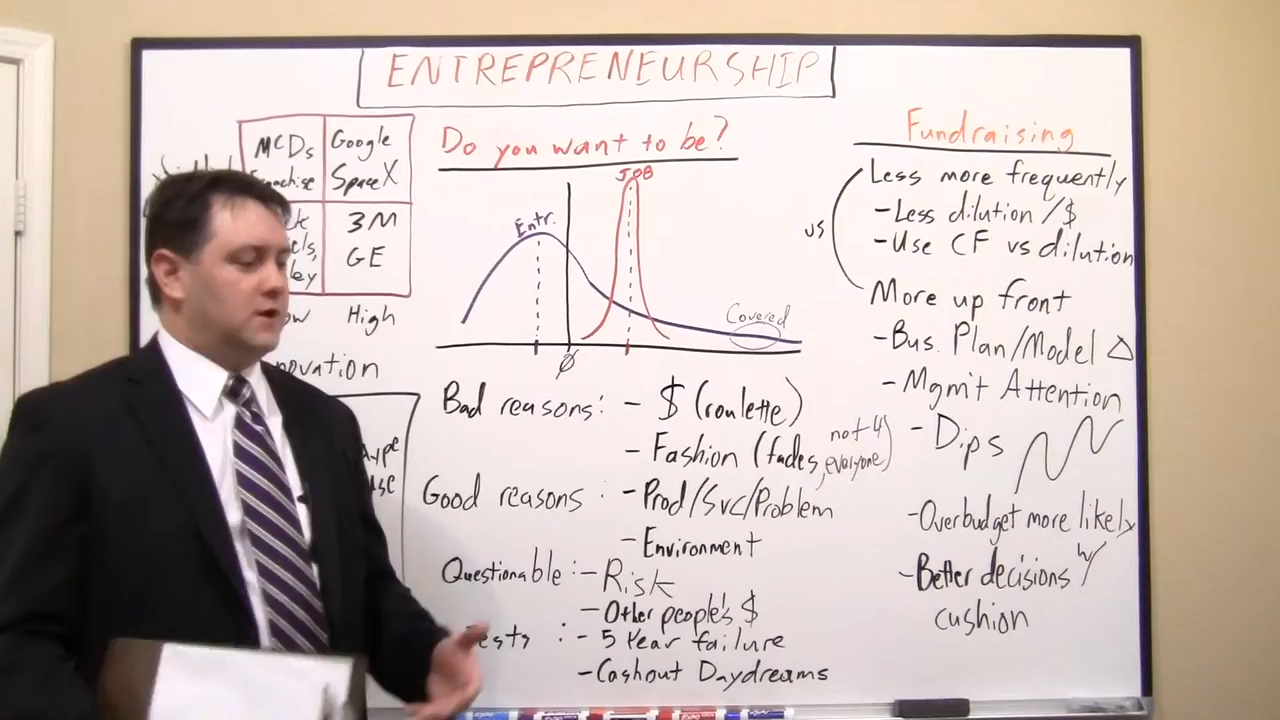 ENTREPRENEURSHIP
MCDs
Google
SpaceX
3M
GE
High
Do you want to be?
Entr.
JOB
Covered
Ø
Bad reasons: - $ (roulette)
- Fashion (fades, not 4 everyone)
Good reasons: - Prod/Svc/Problem
- Environment
Questionable: - Risk
- Other people's $
- 5 Year failure
- Cashout Daydreams
Fundraising
Less more frequently
- Less dilution/$
- Use CF vs dilution
vs
More up front
- Bus. Plan/Model Δ
- Mgm't Attention
- Dips
- Overbudget more likely
- Better decisions w/
cushion